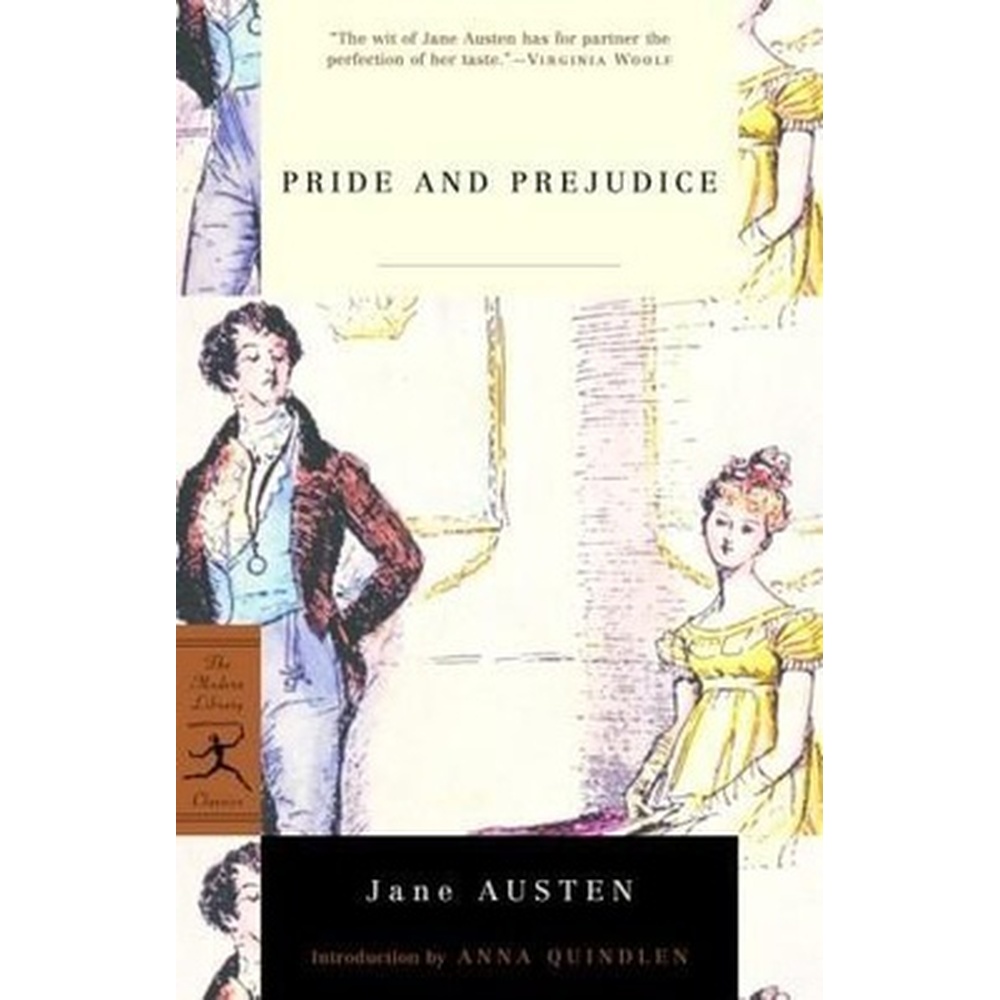 "The wit of Jane Austen has for partner the
perfection of her taste."—VIRGINIA WOOLF
PRIDE AND PREJUDICE
The
Modern
Library
Classics
Jane AUSTEN
Introduction by ANNA QUINDLEN